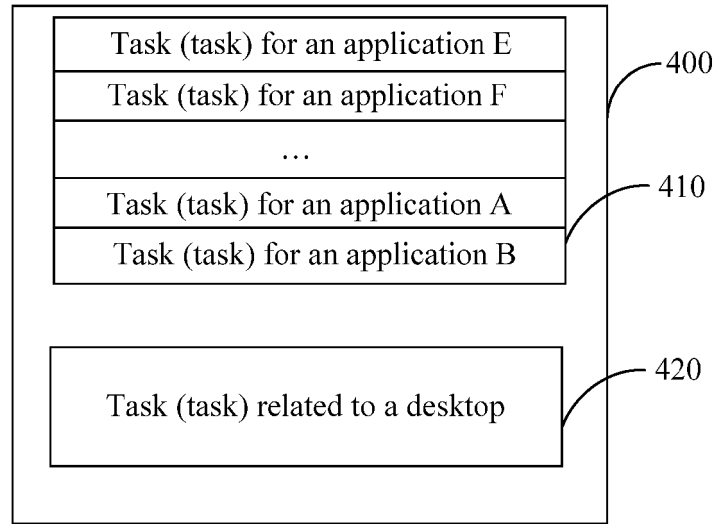 Task (task) for an application E
Task (task) for an application F
...
Task (task) for an application A
Task (task) for an application B
Task (task) related to a desktop
400
410
420